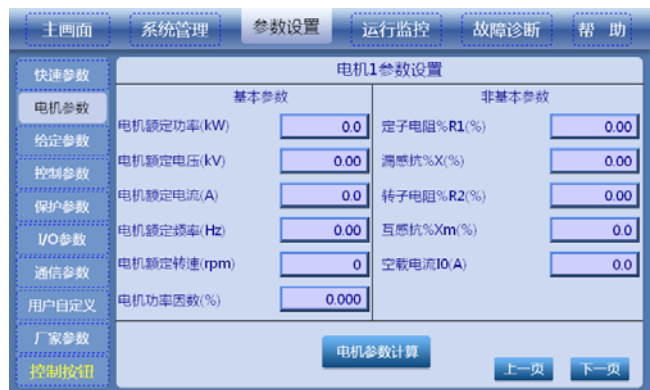 主画面 系统管理 参数设置 运行监控 故障诊断 帮 助
快速参数
电机参数
给定参数
控制参数
保护参数
I/O参数
通信参数
用户自定义
厂家参数
控制按钮
电机1参数设置
基本参数
电机额定功率(kW) 0.0
电机额定电压(kV) 0.00
电机额定电流(A) 0.0
电机额定频率(Hz) 0.00
电机额定转速(rpm) 0
电机功率因数(%) 0.000
非基本参数
定子电阻%R1(%) 0.00
漏感抗%X(%) 0.00
转子电阻%R2(%) 0.00
互感抗%Xm(%) 0.0
空载电流I0(A) 0.0
电机参数计算
上一页 下一页